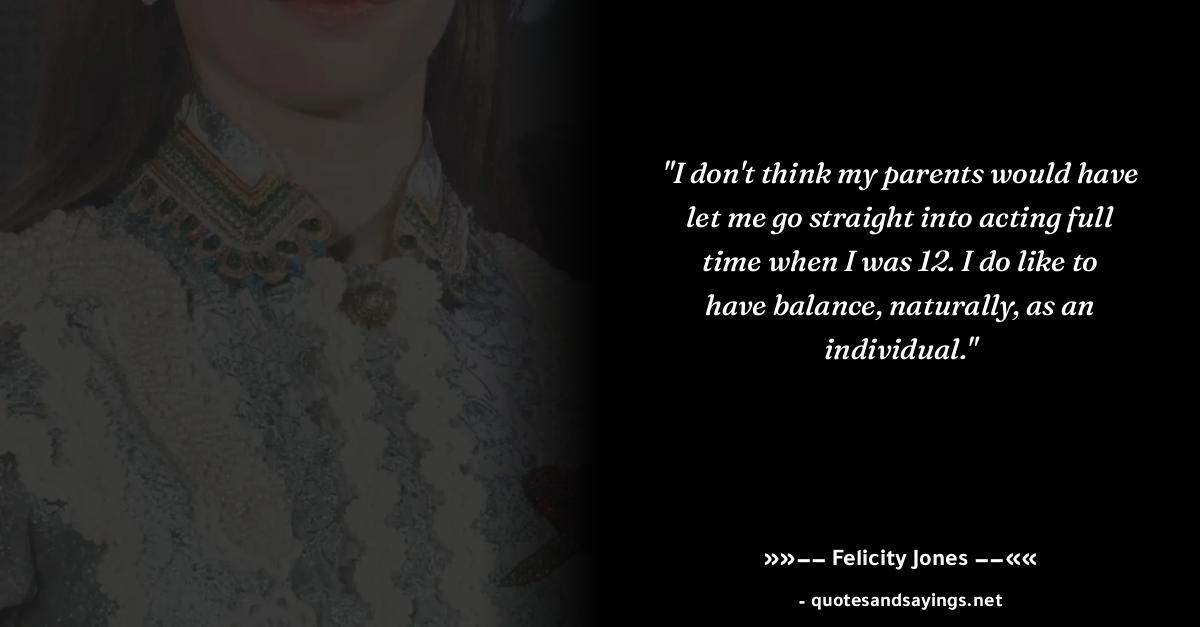 "I don't think my parents would have
let me go straight into acting full
time when I was 12. I do like to
have balance, naturally, as an
individual."
»»–– Felicity Jones ––««
- quotesandsayings.net